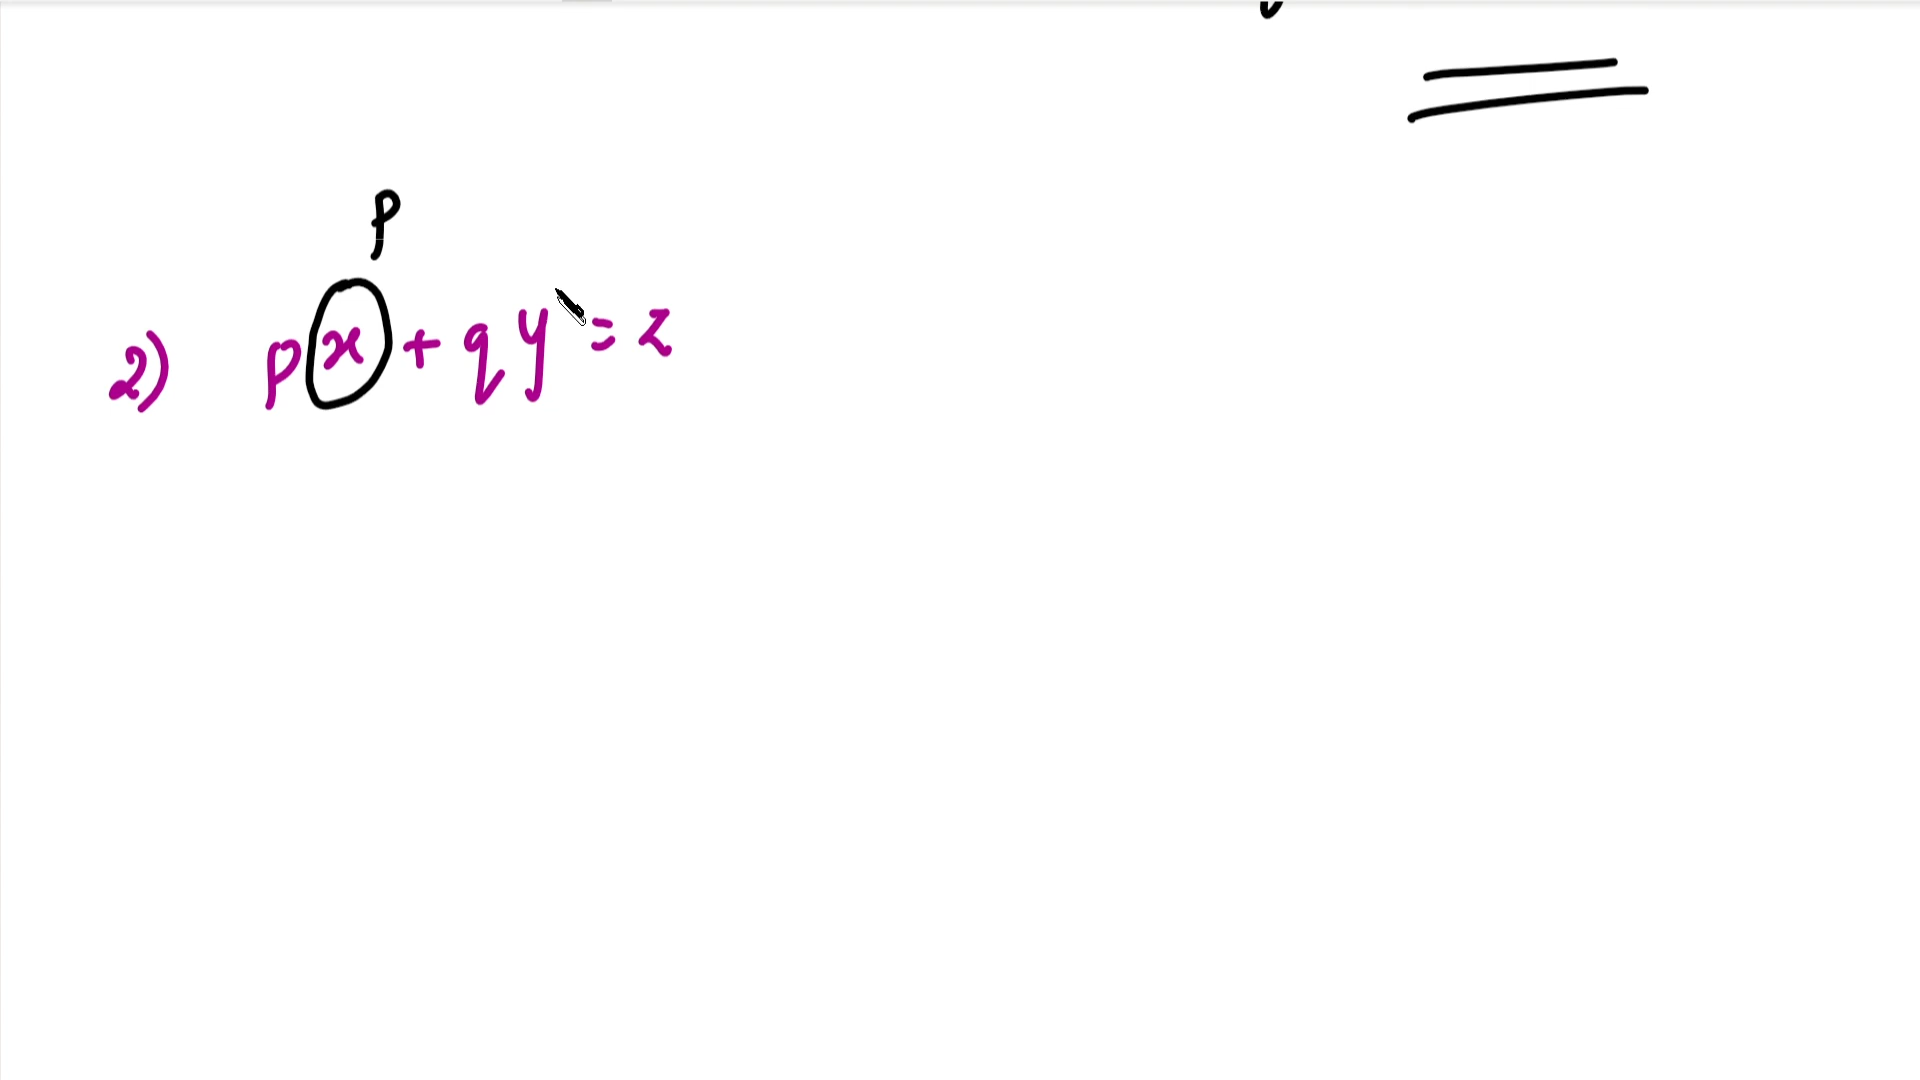 P
2) px + qy = z